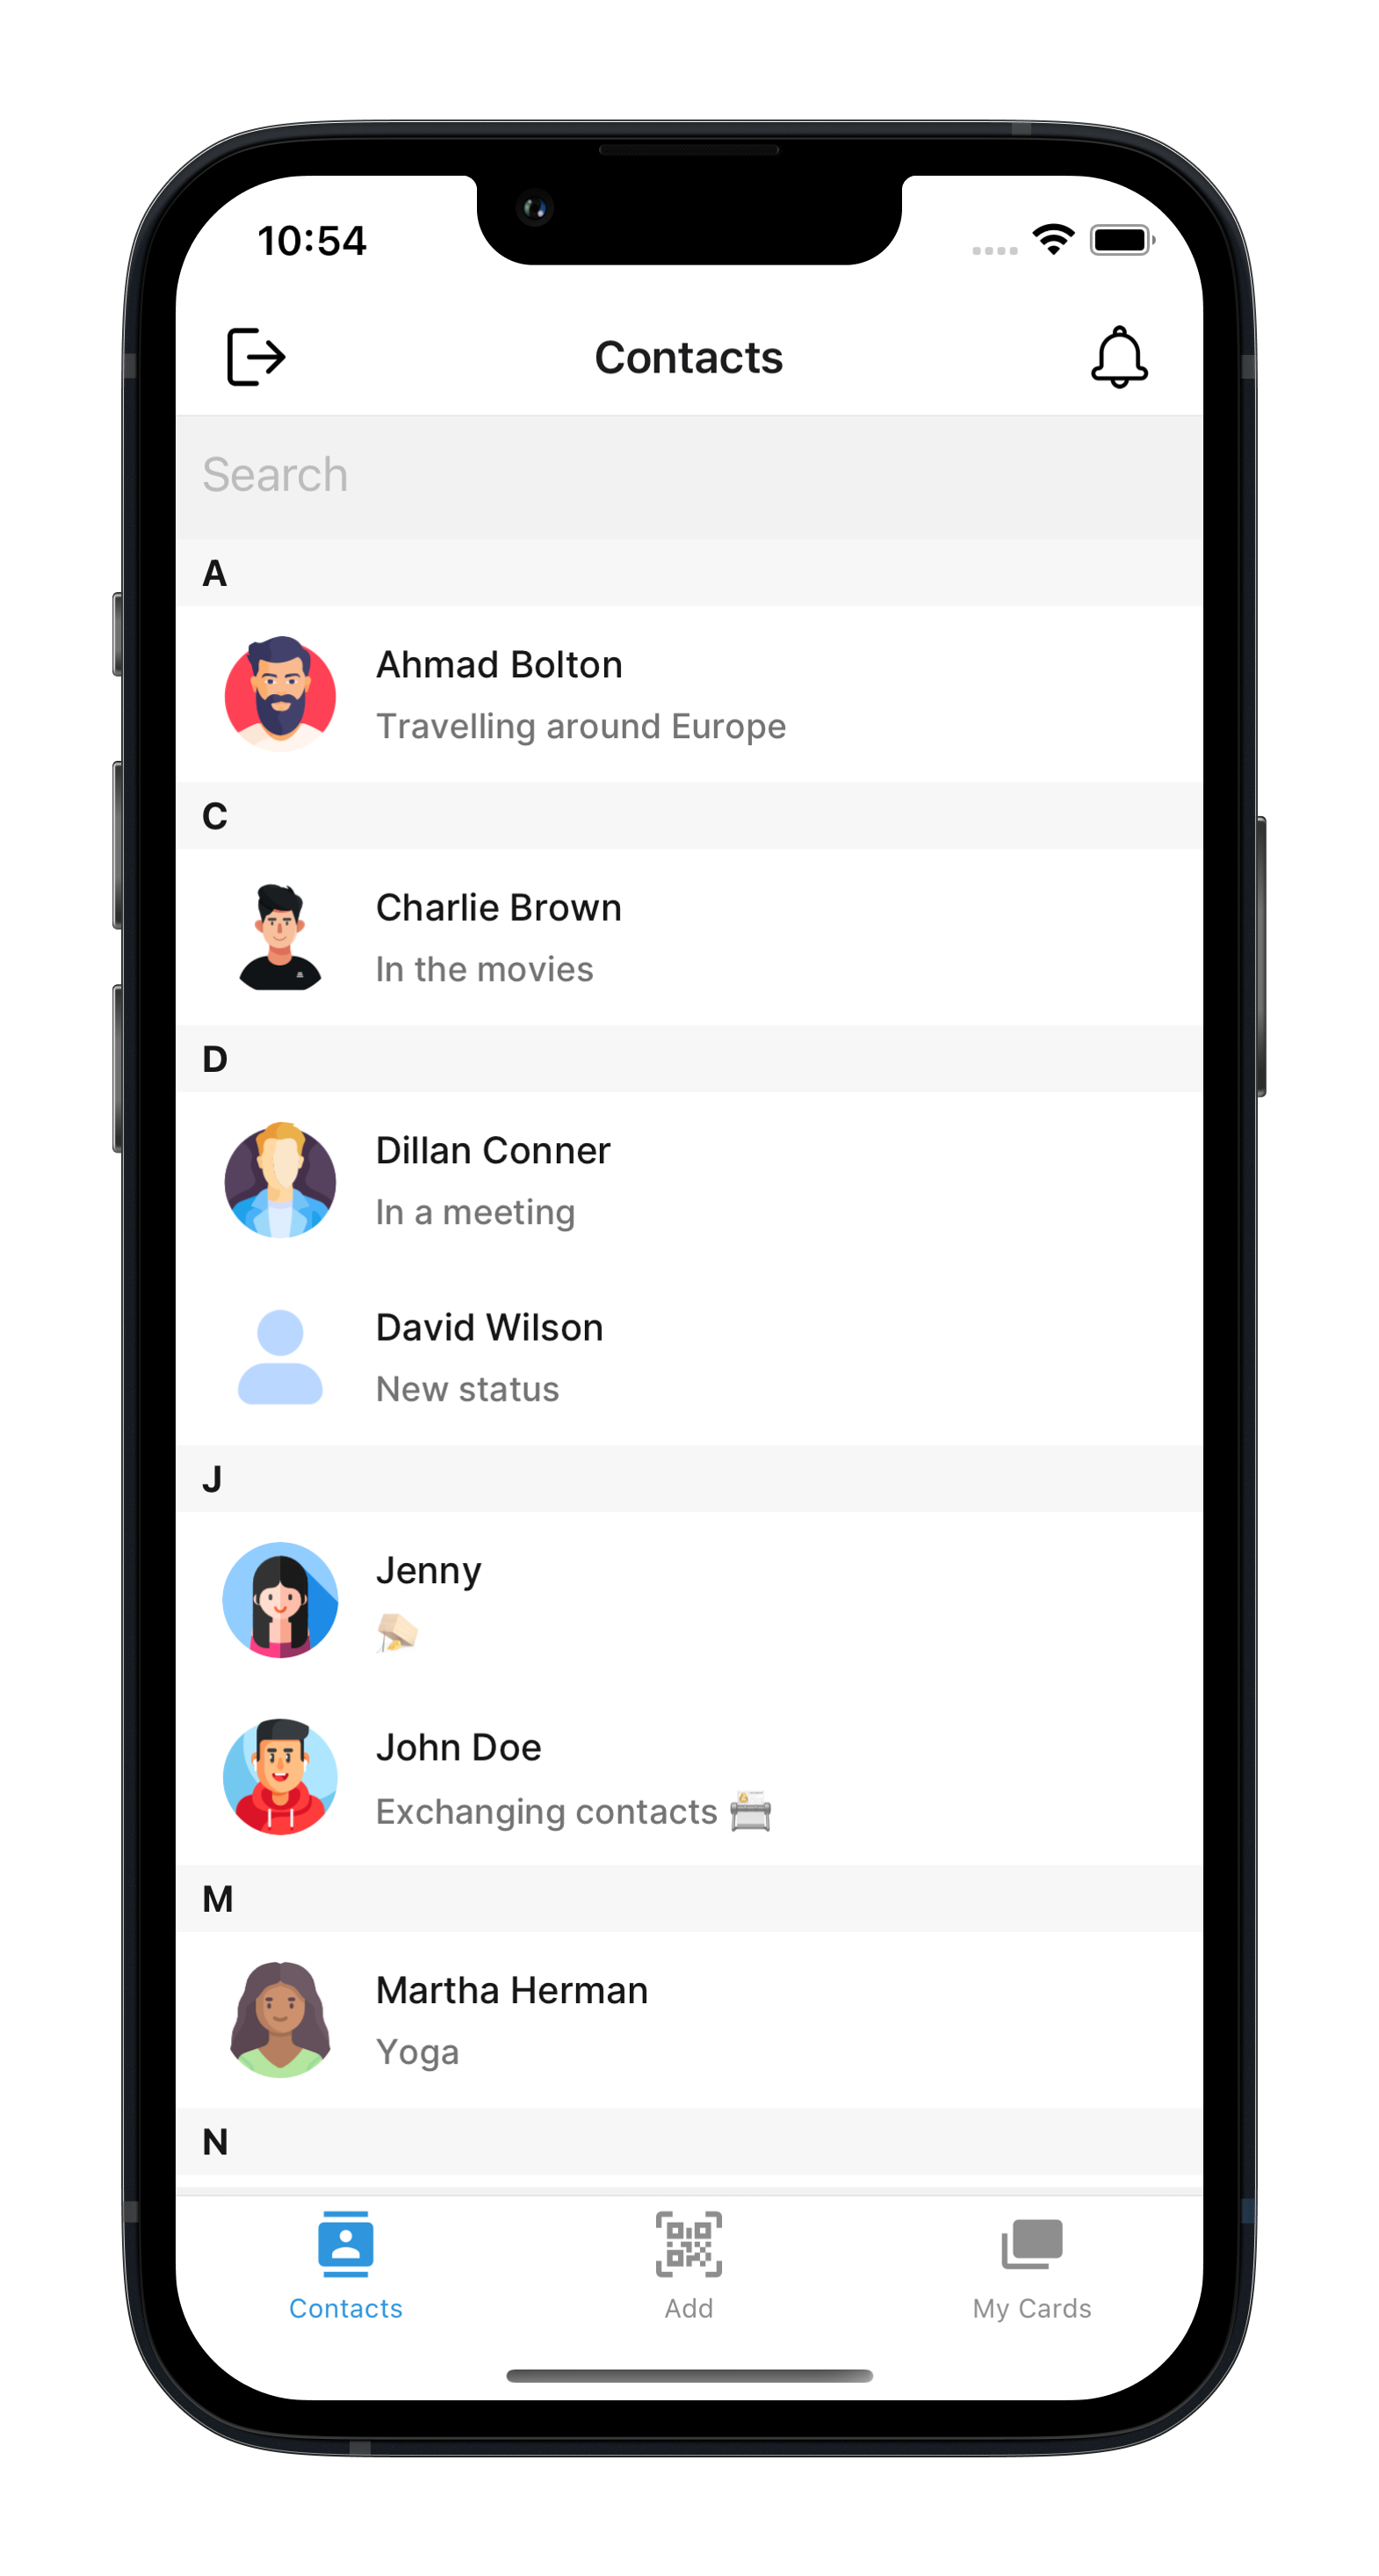 10:54
Contacts
Search
A
Ahmad Bolton
Travelling around Europe
C
Charlie Brown
In the movies
D
Dillan Conner
In a meeting
David Wilson
New status
J
Jenny
John Doe
Exchanging contacts 📇
M
Martha Herman
Yoga
N
Contacts
Add
My Cards